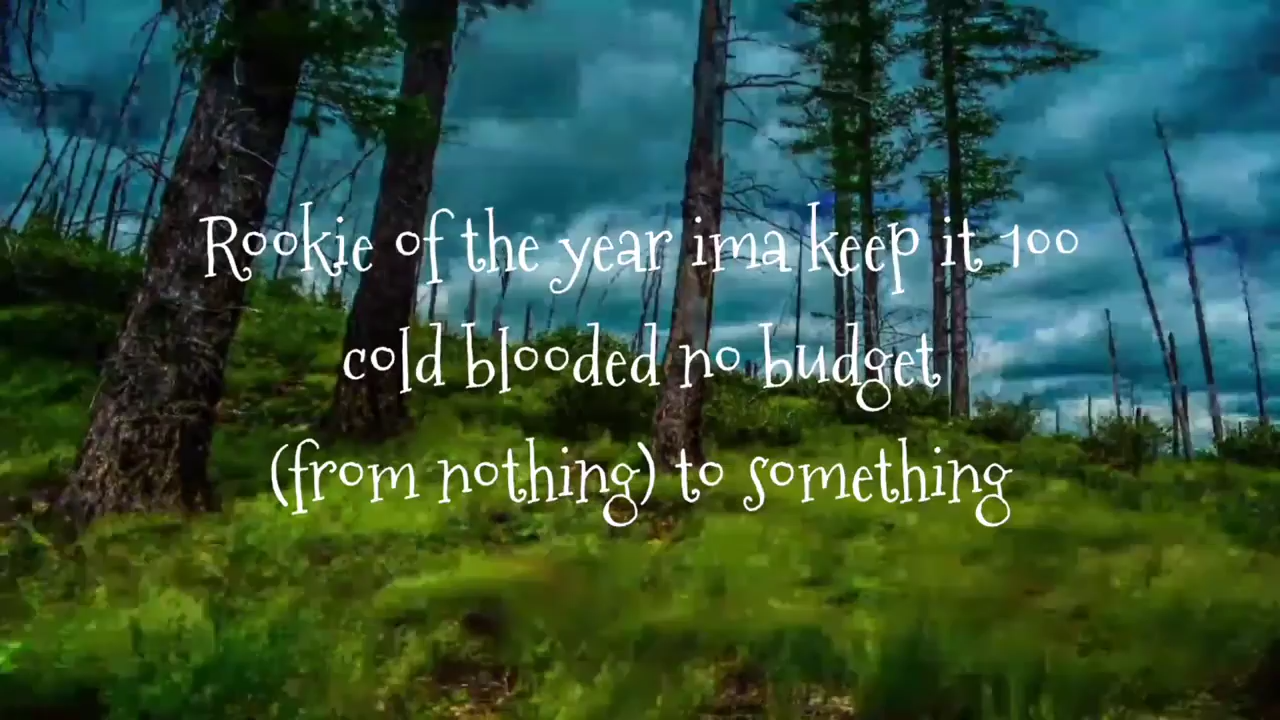 Rookie of the year ima keep it 100
cold blooded no budget
(from nothing) to something